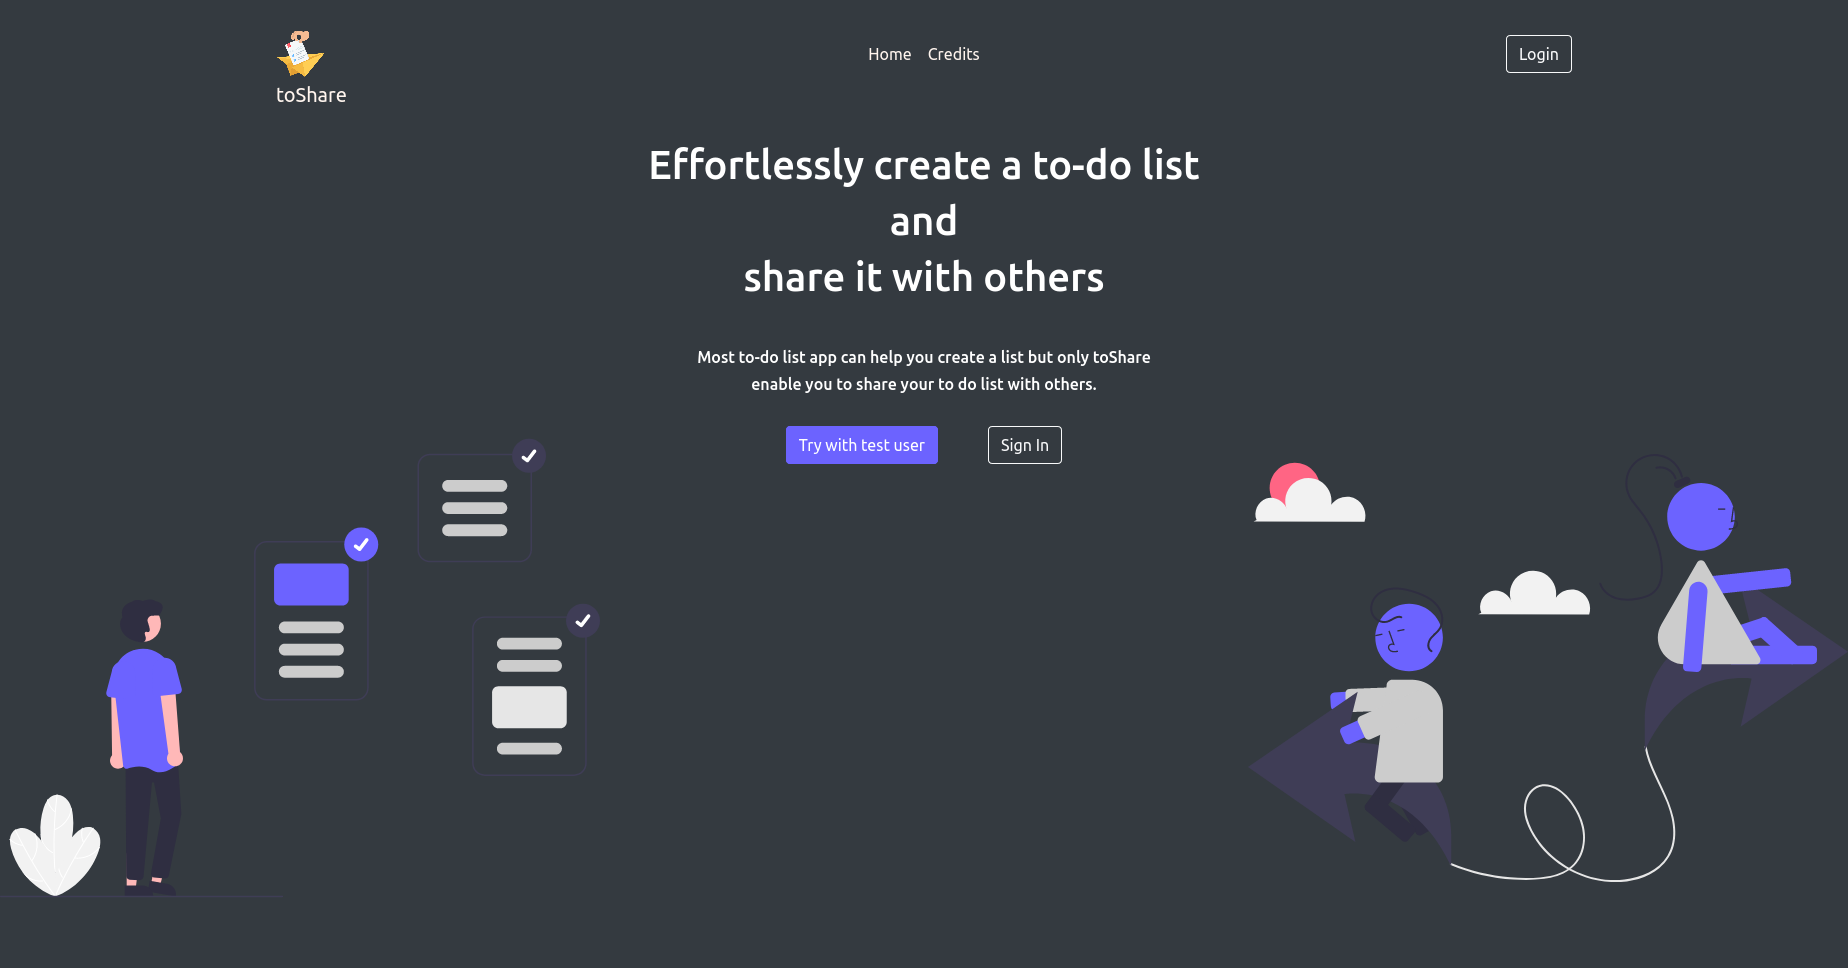 toShare
Home
Credits
Login
Effortlessly create a to-do list
and
share it with others
Most to-do list app can help you create a list but only toShare
enable you to share your to do list with others.
Try with test user
Sign In